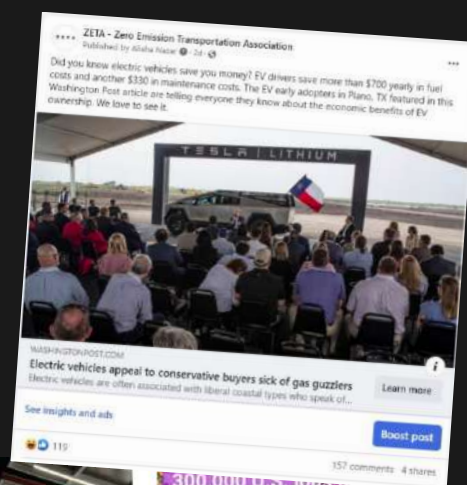 ZETA - Zero Emission Transportation Association
Published by Alisha Nazar · 2d ·
Did you know electric vehicles save you money? EV drivers save more than $700 yearly in fuel
costs and another $330 in maintenance costs. The EV early adopters in Plano, TX featured in this
Washington Post article are telling everyone they know about the economic benefits of EV
ownership. We love to see it.
TESLA | LITHIUM
WASHINGTONPOST.COM
Electric vehicles appeal to conservative buyers sick of gas guzzlers
Electric vehicles are often associated with liberal coastal types who speak of...
Learn more
See insights and ads
Boost post
119
157 comments 4 shares
300,000 U.S.